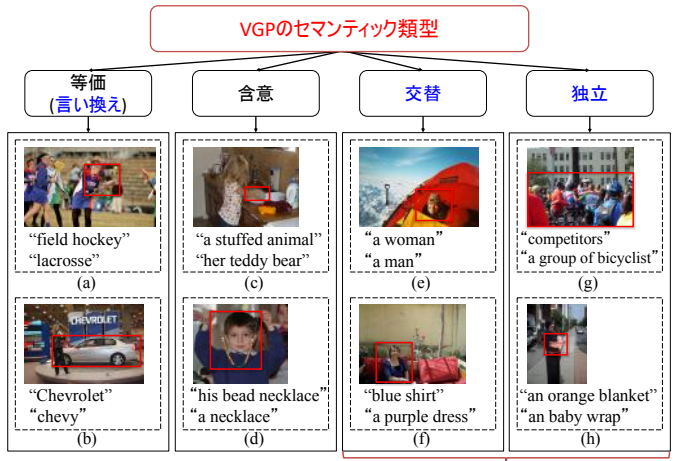 VGPのセマンティック類型
等価
(言い換え)
含意
交替
独立
“field hockey”
“lacrosse”
(a)
“a stuffed animal”
“her teddy bear”
(c)
“a woman”
“a man”
(e)
“competitors”
“a group of bicyclist”
(g)
CHEVROLET
“Chevrolet”
“chevy”
(b)
“his bead necklace”
“a necklace”
(d)
“blue shirt”
“a purple dress”
(f)
“an orange blanket”
“an baby wrap”
(h)